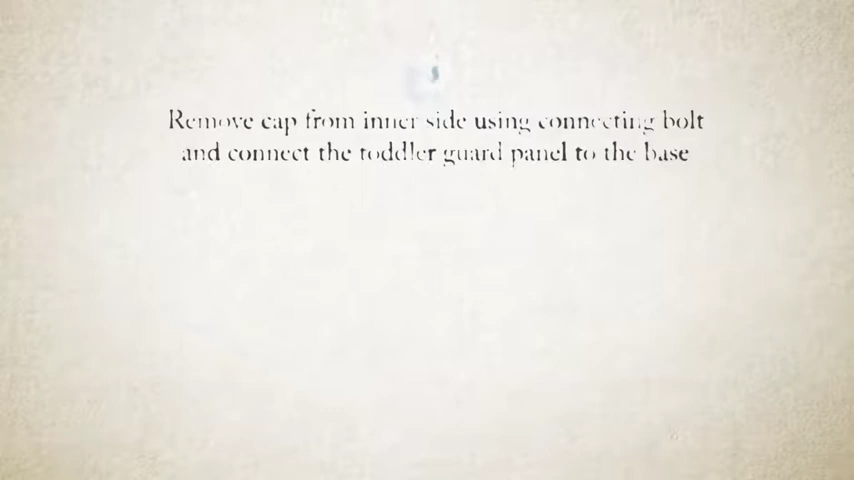 Remove cap from inner side using connecting bolt
and connect the toddler guard panel to the base